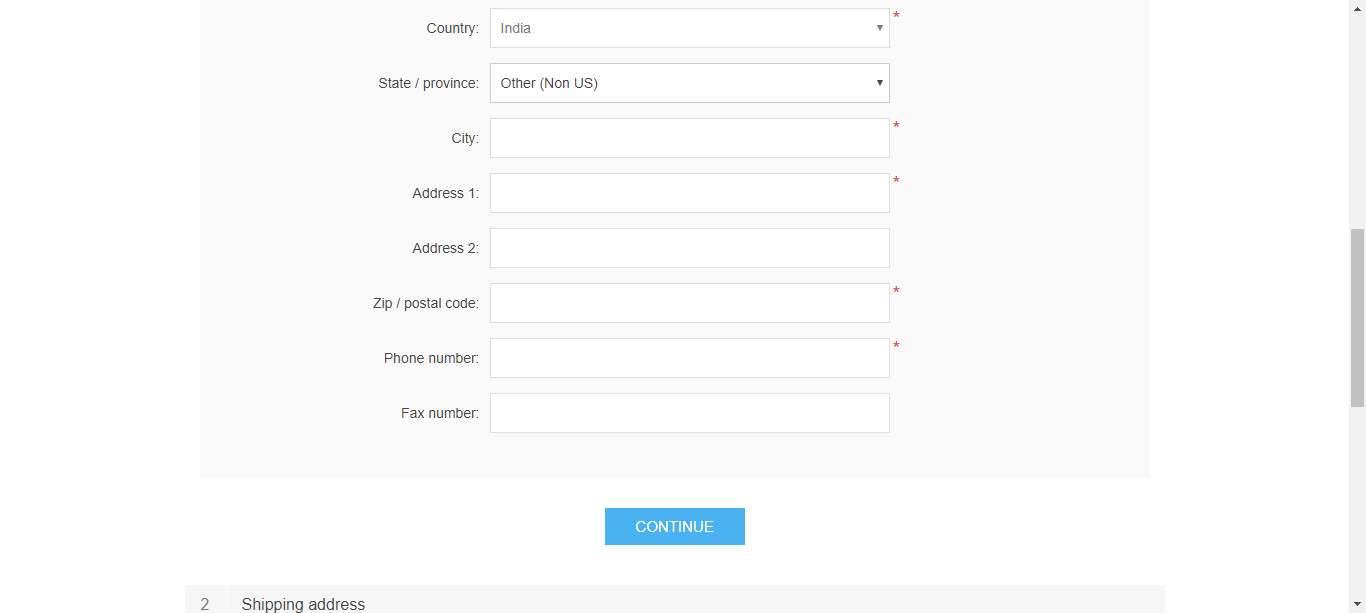 Country: India *
State / province: Other (Non US)
City: *
Address 1: *
Address 2:
Zip / postal code: *
Phone number: *
Fax number:
CONTINUE
2 Shipping address